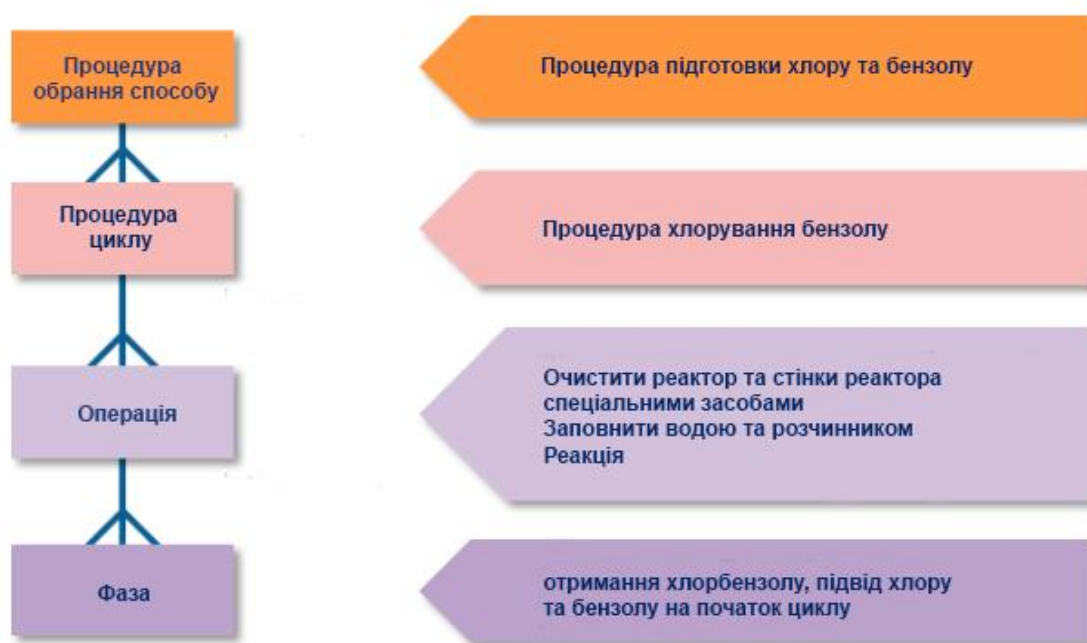 Процедура
обрання способу
Процедура підготовки хлору та бензолу
Процедура
циклу
Процедура хлорування бензолу
Операція
Очистити реактор та стінки реактора
спеціальними засобами
Заповнити водою та розчинником
Реакція
Фаза
отримання хлорбензолу, підвід хлору
та бензолу на початок циклу